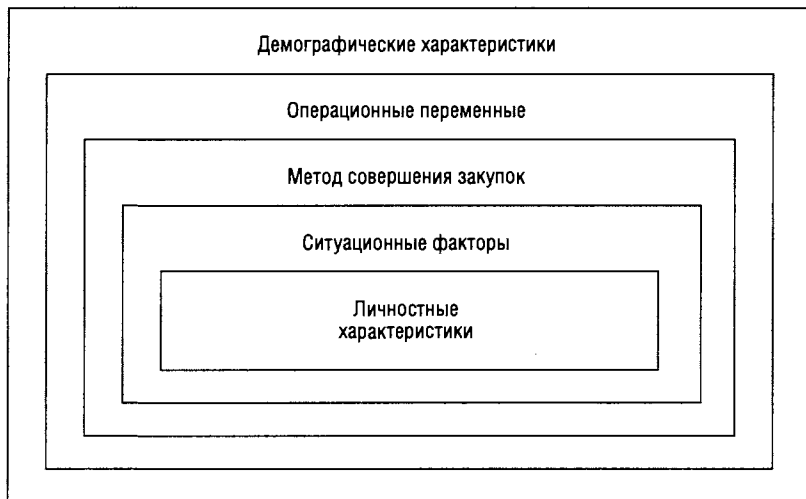 Демографические характеристики
Операционные переменные
Метод совершения закупок
Ситуационные факторы
Личностные
характеристики